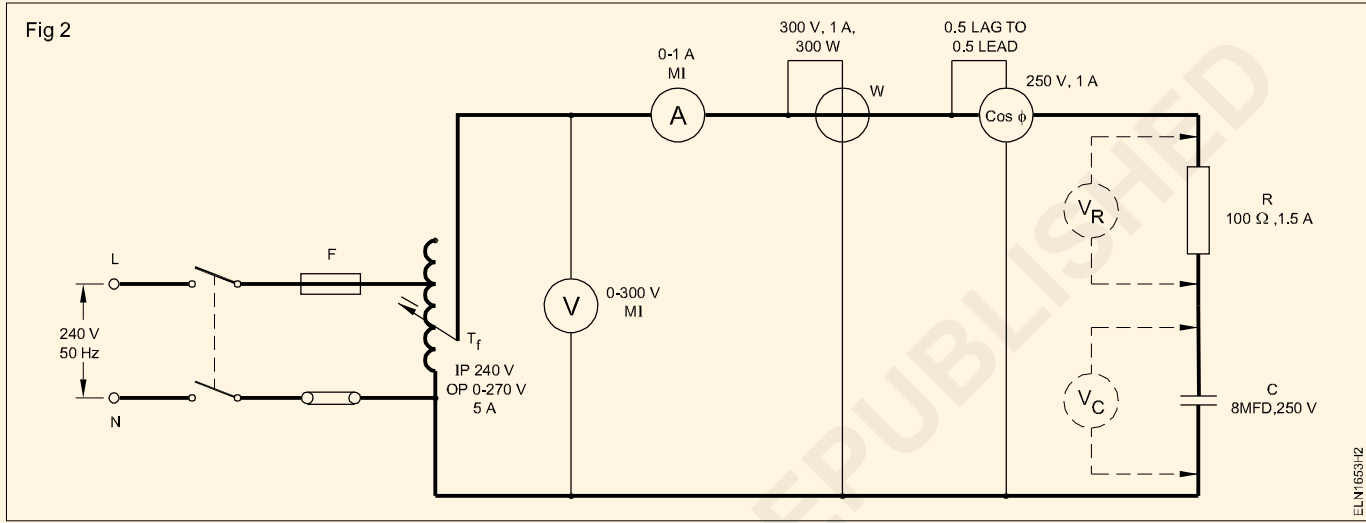 Fig 2
300 V, 1 A,
300 W
0.5 LAG TO
0.5 LEAD
0-1 A
MI
W
250 V, 1 A
A
Cos ϕ
V_R
R
100 Ω ,1.5 A
L
F
240 V
50 Hz
V
0-300 V
MI
T_f
IP 240 V
OP 0-270 V
5 A
N
V_C
C
8MFD,250 V
EPUBLISHED
ELN1653H2